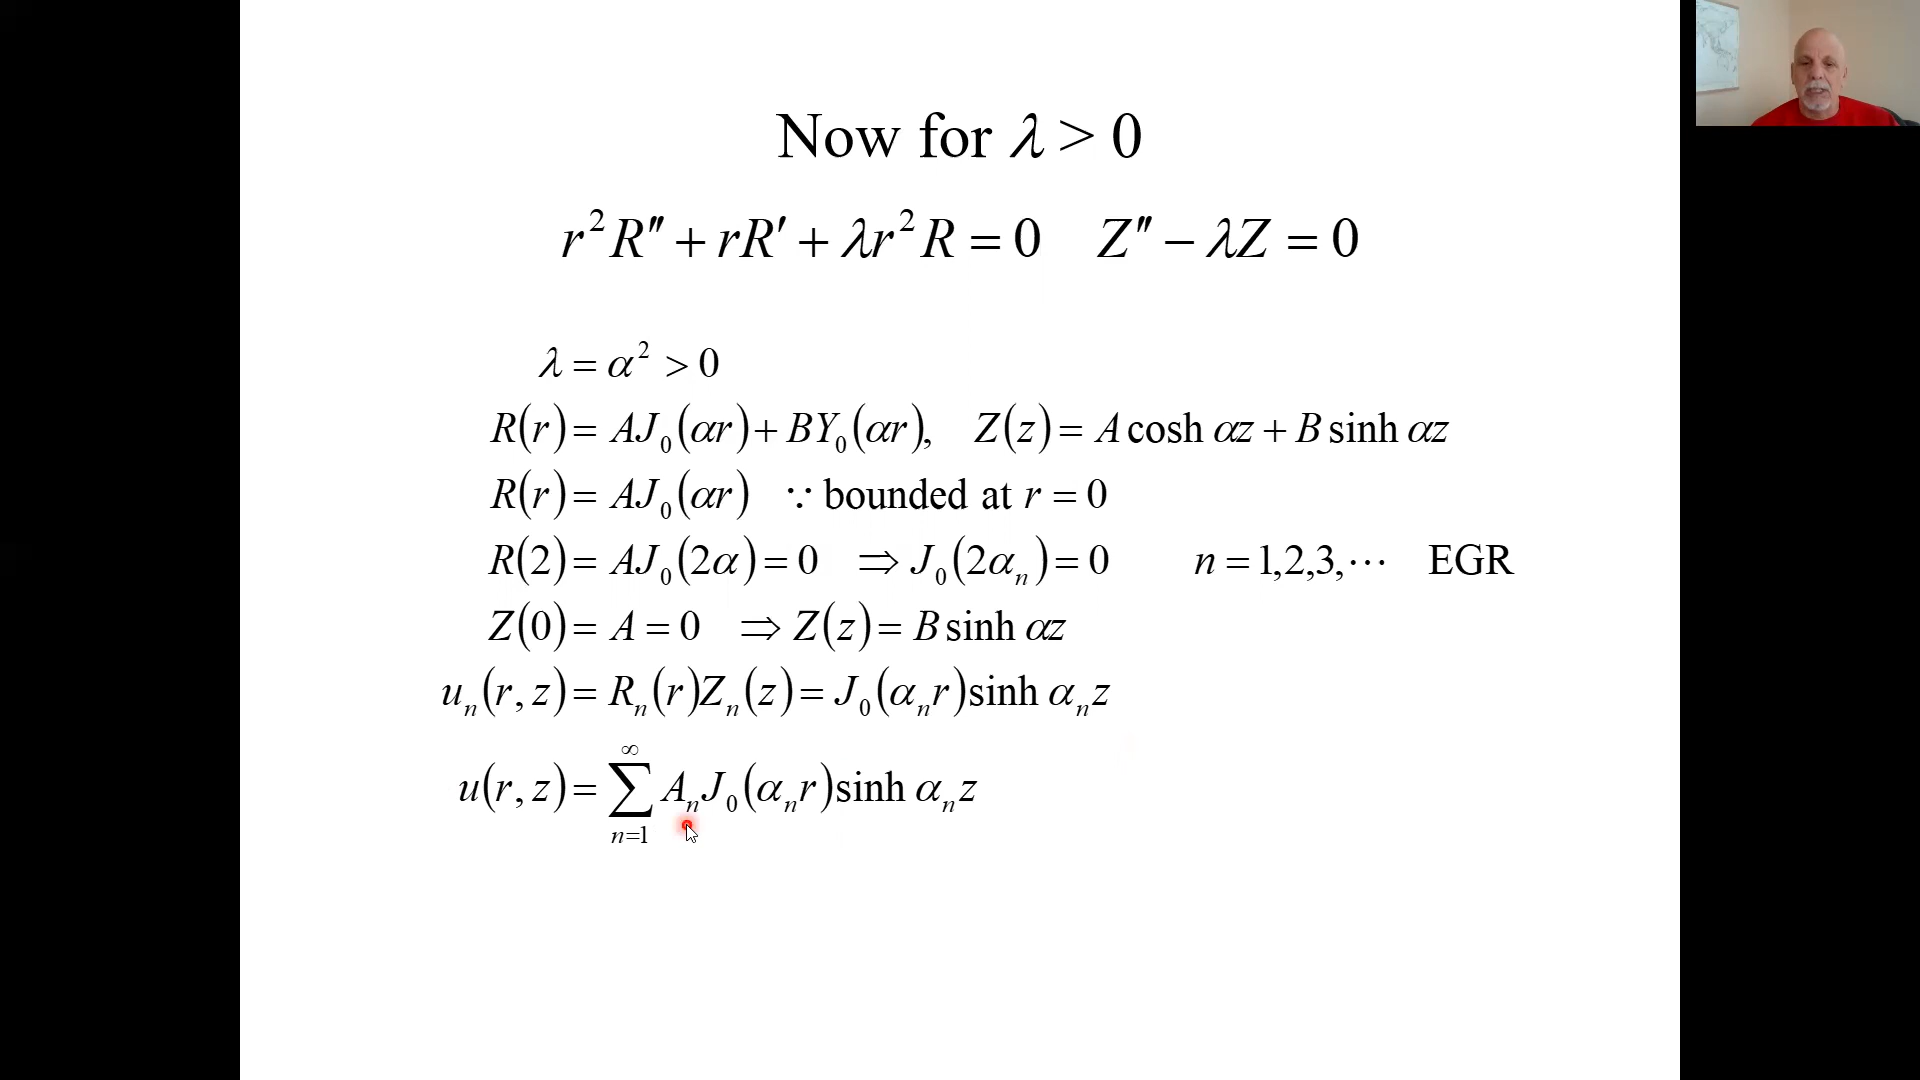 Now for λ > 0
r²R″ + rR′ + λr²R = 0 Z″ − λZ = 0
λ = α² > 0
R(r) = AJ₀(αr) + BY₀(αr), Z(z) = A cosh αz + B sinh αz
R(r) = AJ₀(αr) ∵ bounded at r = 0
R(2) = AJ₀(2α) = 0 ⇒ J₀(2αₙ) = 0 n = 1,2,3,⋯ EGR
Z(0) = A = 0 ⇒ Z(z) = B sinh αz
uₙ(r, z) = Rₙ(r)Zₙ(z) = J₀(αₙr)sinh αₙz
u(r, z) = ∑_{n=1}^{∞} AₙJ₀(αₙr)sinh αₙz